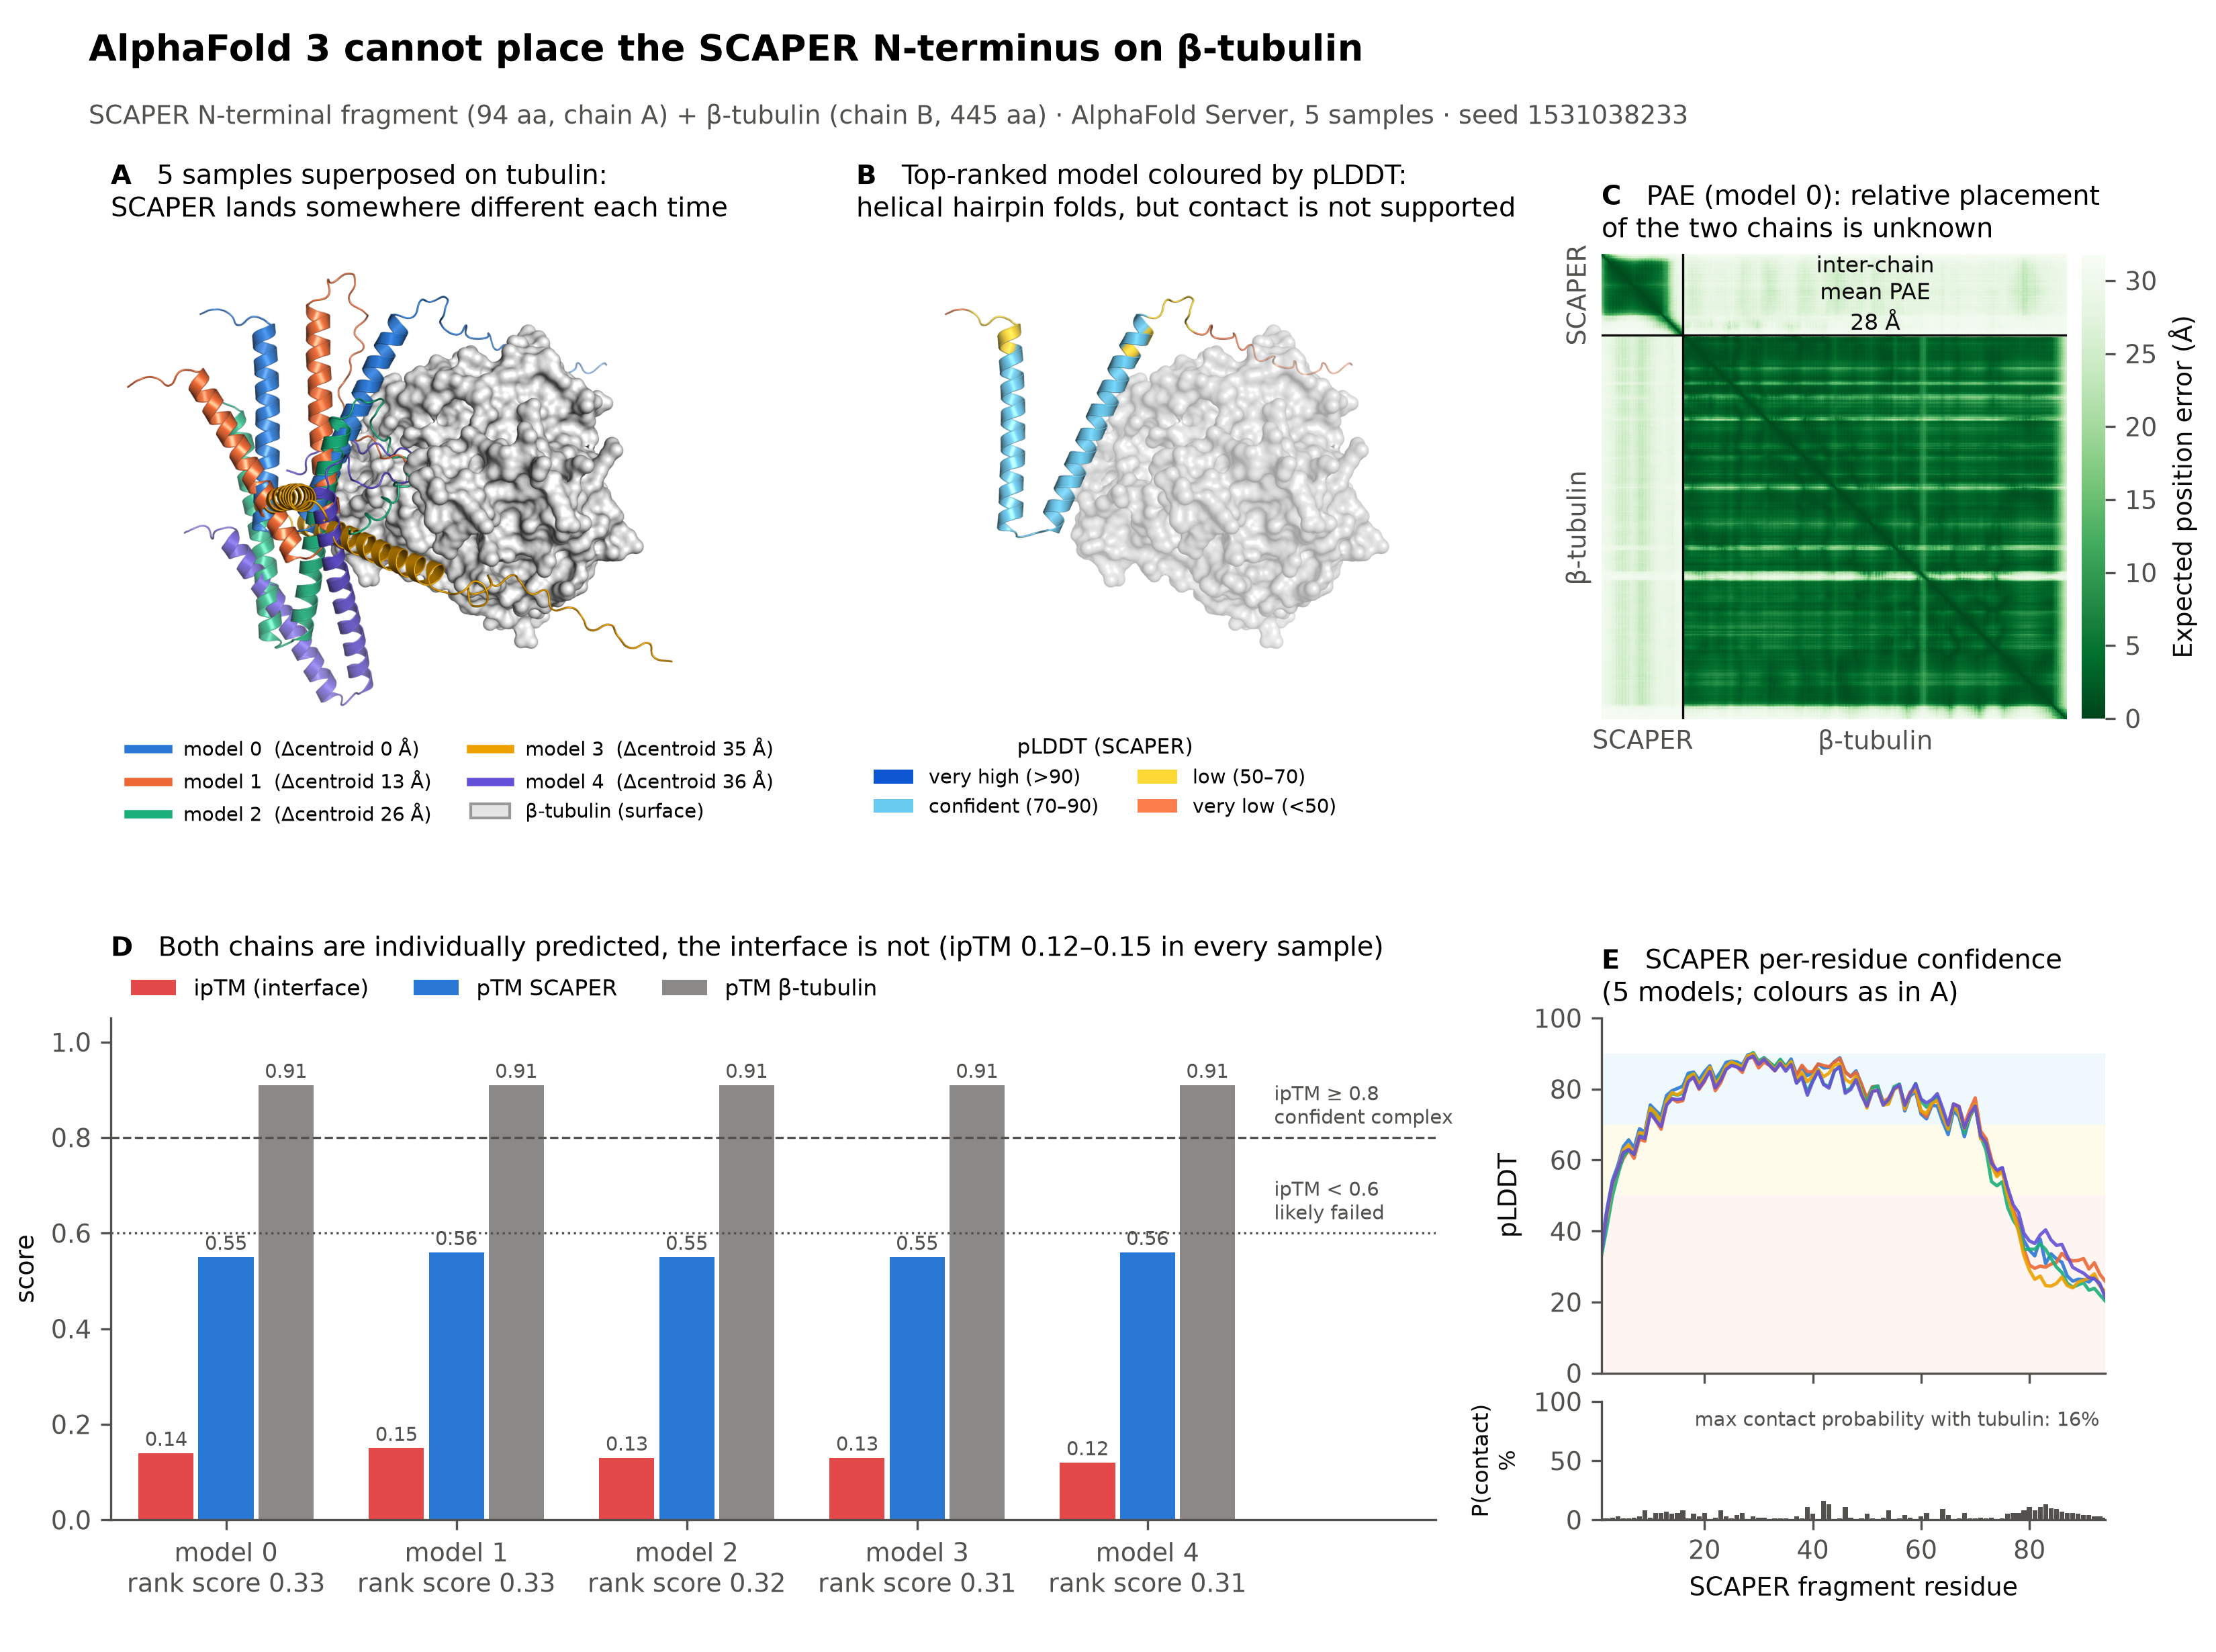 AlphaFold 3 cannot place the SCAPER N-terminus on β-tubulin
SCAPER N-terminal fragment (94 aa, chain A) + β-tubulin (chain B, 445 aa) · AlphaFold Server, 5 samples · seed 1531038233
A 5 samples superposed on tubulin:
SCAPER lands somewhere different each time
model 0 (Δcentroid 0 Å)
model 1 (Δcentroid 13 Å)
model 2 (Δcentroid 26 Å)
model 3 (Δcentroid 35 Å)
model 4 (Δcentroid 36 Å)
β-tubulin (surface)
B Top-ranked model coloured by pLDDT:
helical hairpin folds, but contact is not supported
pLDDT (SCAPER)
very high (>90)
confident (70–90)
low (50–70)
very low (<50)
C PAE (model 0): relative placement
of the two chains is unknown
SCAPER
β-tubulin
inter-chain
mean PAE
28 Å
SCAPER
β-tubulin
30
25
20
15
10
5
0
Expected position error (Å)
D Both chains are individually predicted, the interface is not (ipTM 0.12–0.15 in every sample)
ipTM (interface)
pTM SCAPER
pTM β-tubulin
score
1.0
0.8
0.6
0.4
0.2
0.0
0.14
0.55
0.91
0.15
0.56
0.91
0.13
0.55
0.91
0.13
0.55
0.91
0.12
0.56
0.91
ipTM ≥ 0.8
confident complex
ipTM < 0.6
likely failed
model 0
rank score 0.33
model 1
rank score 0.33
model 2
rank score 0.32
model 3
rank score 0.31
model 4
rank score 0.31
E SCAPER per-residue confidence
(5 models; colours as in A)
pLDDT
100
80
60
40
20
0
P(contact)
%
100
50
0
max contact probability with tubulin: 16%
20
40
60
80
SCAPER fragment residue